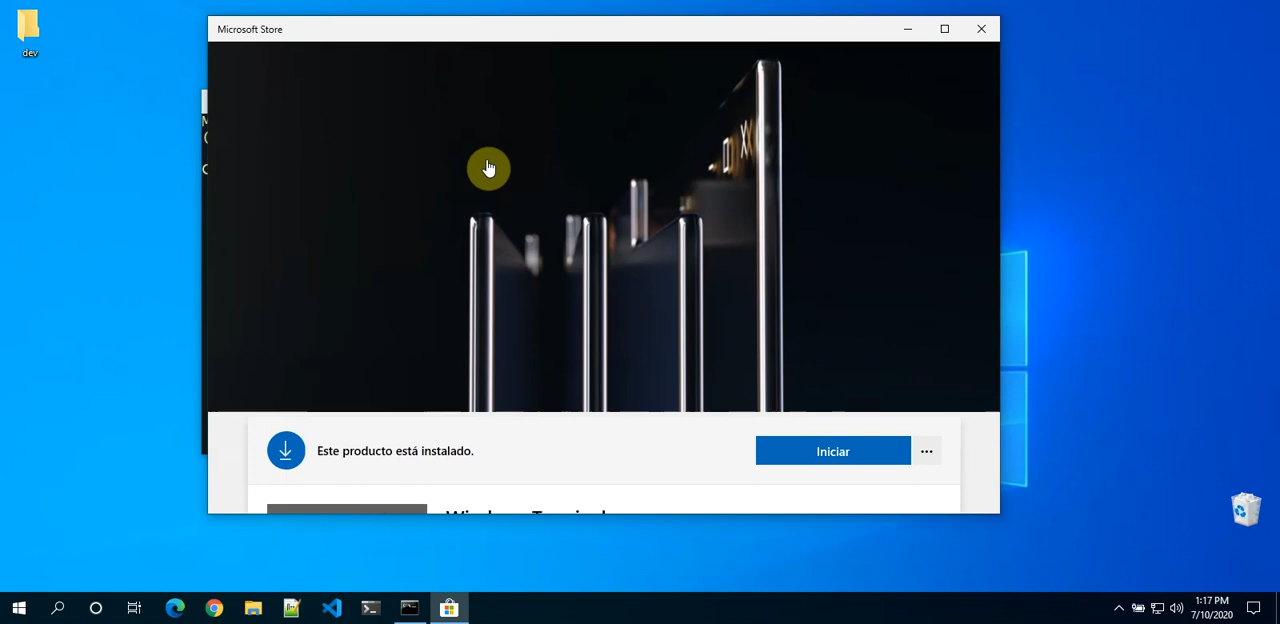 dev
Microsoft Store
Este producto está instalado.
Iniciar
...
1:17 PM
7/10/2020